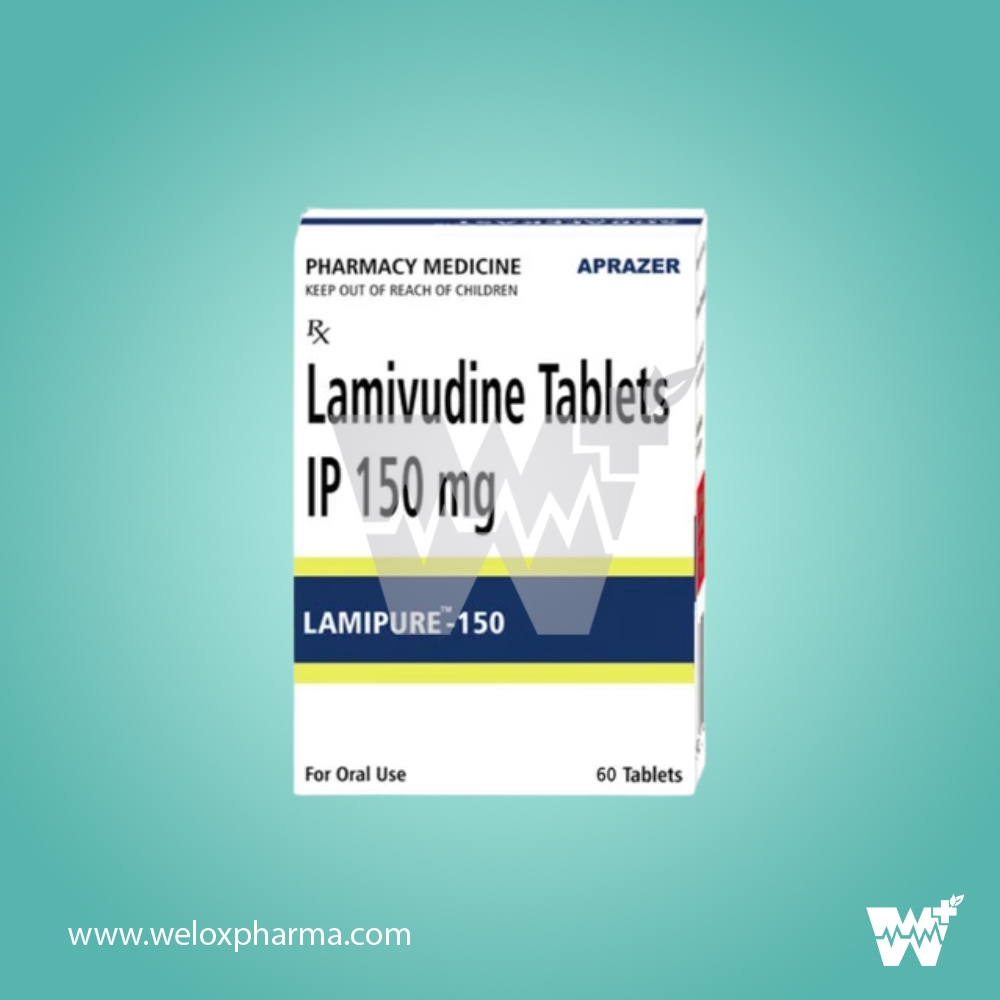 PHARMACY MEDICINE
APRAZER
KEEP OUT OF REACH OF CHILDREN
Rx
Lamivudine Tablets
IP 150 mg
LAMIPURE™-150
For Oral Use
60 Tablets
www.weloxpharma.com
W